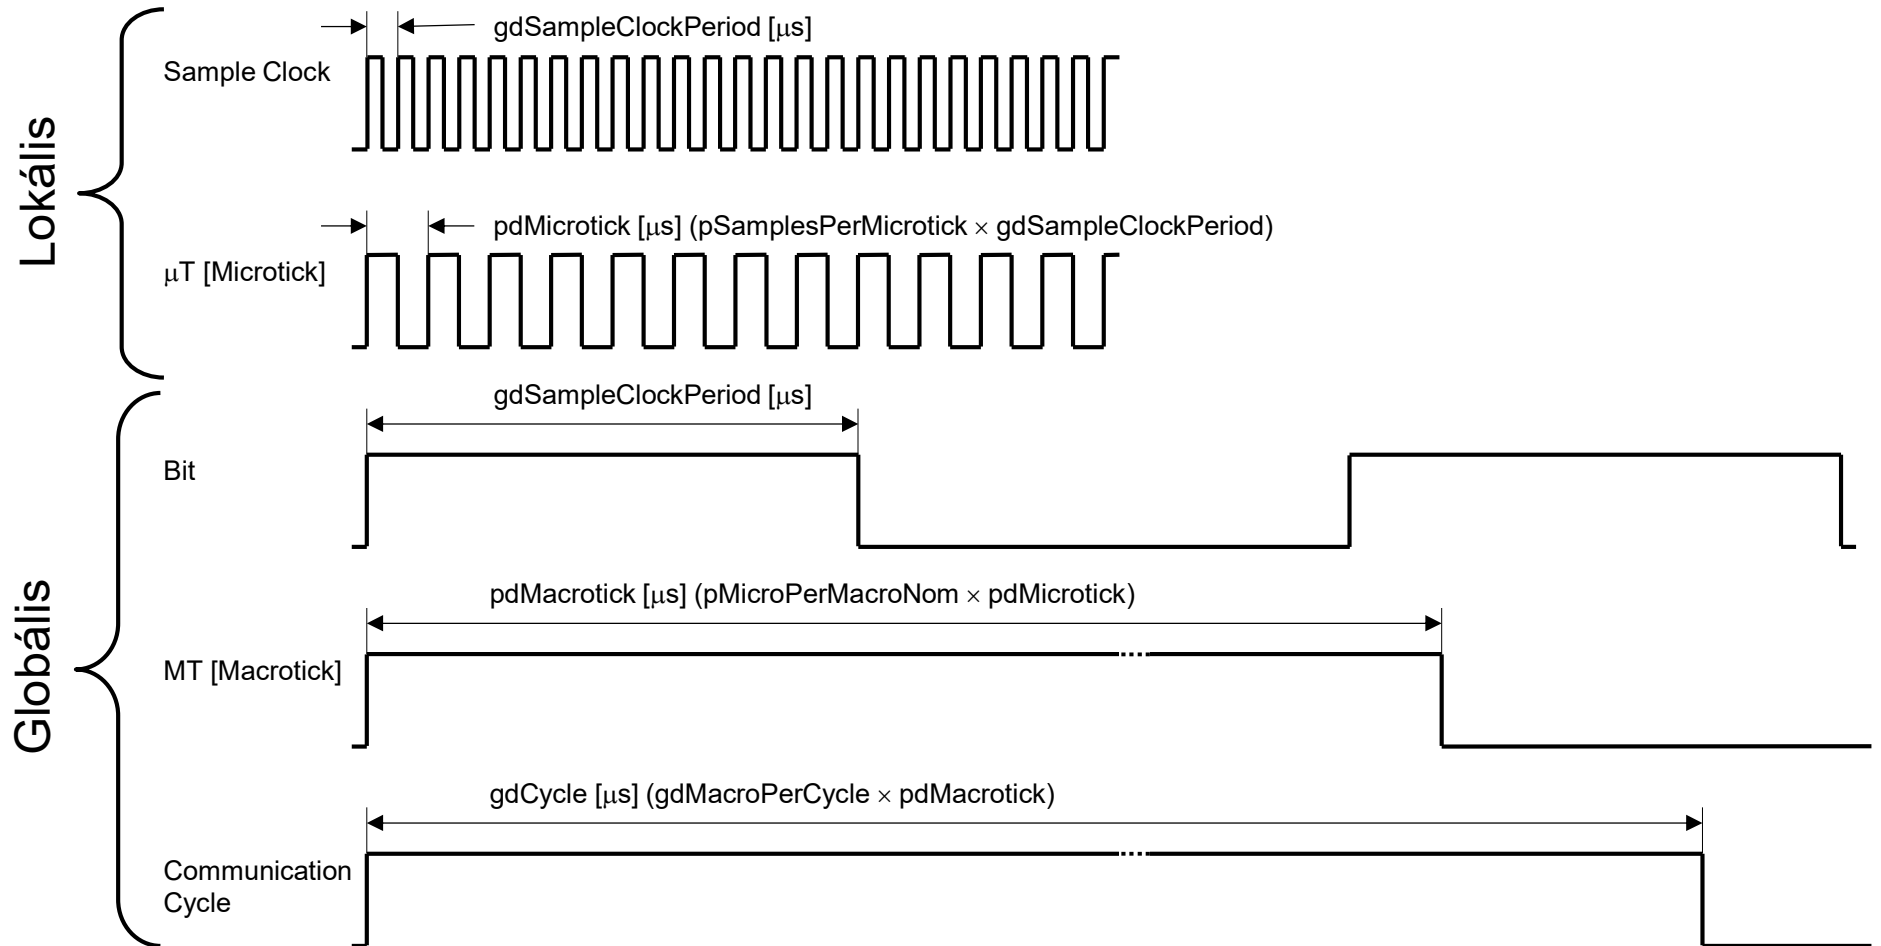 Lokális
gdSampleClockPeriod [μs]
Sample Clock
pdMicrotick [μs] (pSamplesPerMicrotick × gdSampleClockPeriod)
μT [Microtick]
Globális
gdSampleClockPeriod [μs]
Bit
pdMacrotick [μs] (pMicroPerMacroNom × pdMicrotick)
MT [Macrotick]
gdCycle [μs] (gdMacroPerCycle × pdMacrotick)
Communication
Cycle